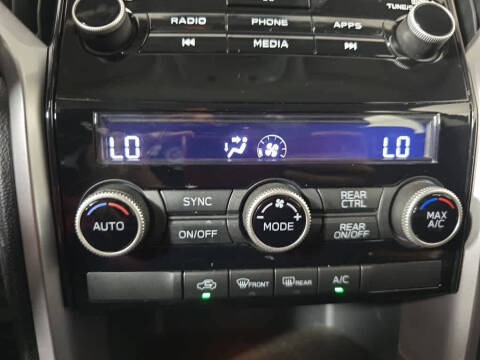 TUNE/S
RADIO PHONE APPS
MEDIA
LO LO
SYNC REAR CTRL
AUTO MODE MAX A/C
ON/OFF REAR ON/OFF
FRONT REAR A/C